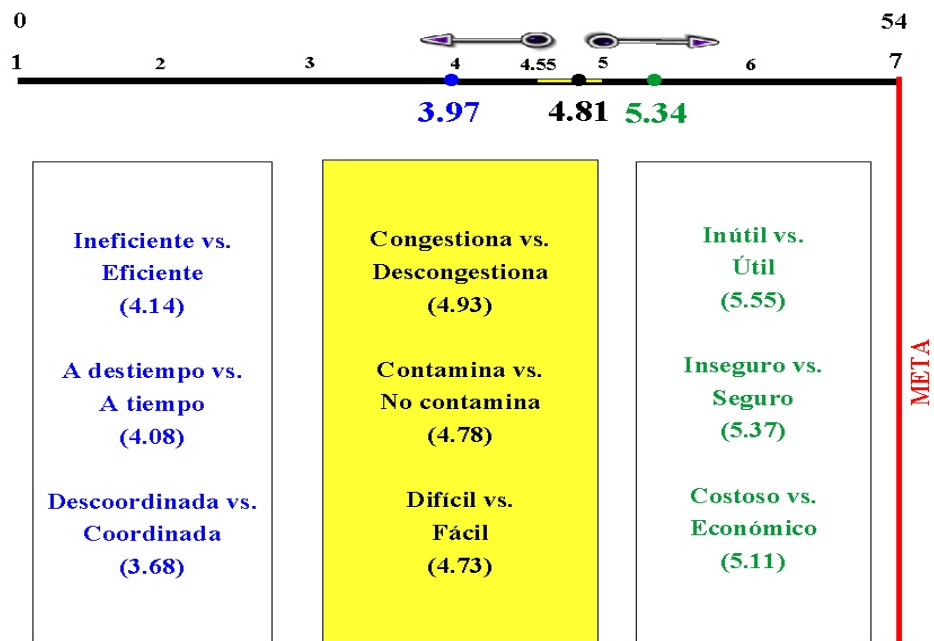 0 54
1 2 3 4 4.55 5 6 7
3.97 4.81 5.34
Ineficiente vs.
Eficiente
(4.14)
A destiempo vs.
A tiempo
(4.08)
Descoordinada vs.
Coordinada
(3.68)
Congestiona vs.
Descongestiona
(4.93)
Contamina vs.
No contamina
(4.78)
Difícil vs.
Fácil
(4.73)
Inútil vs.
Útil
(5.55)
Inseguro vs.
Seguro
(5.37)
Costoso vs.
Económico
(5.11)
META